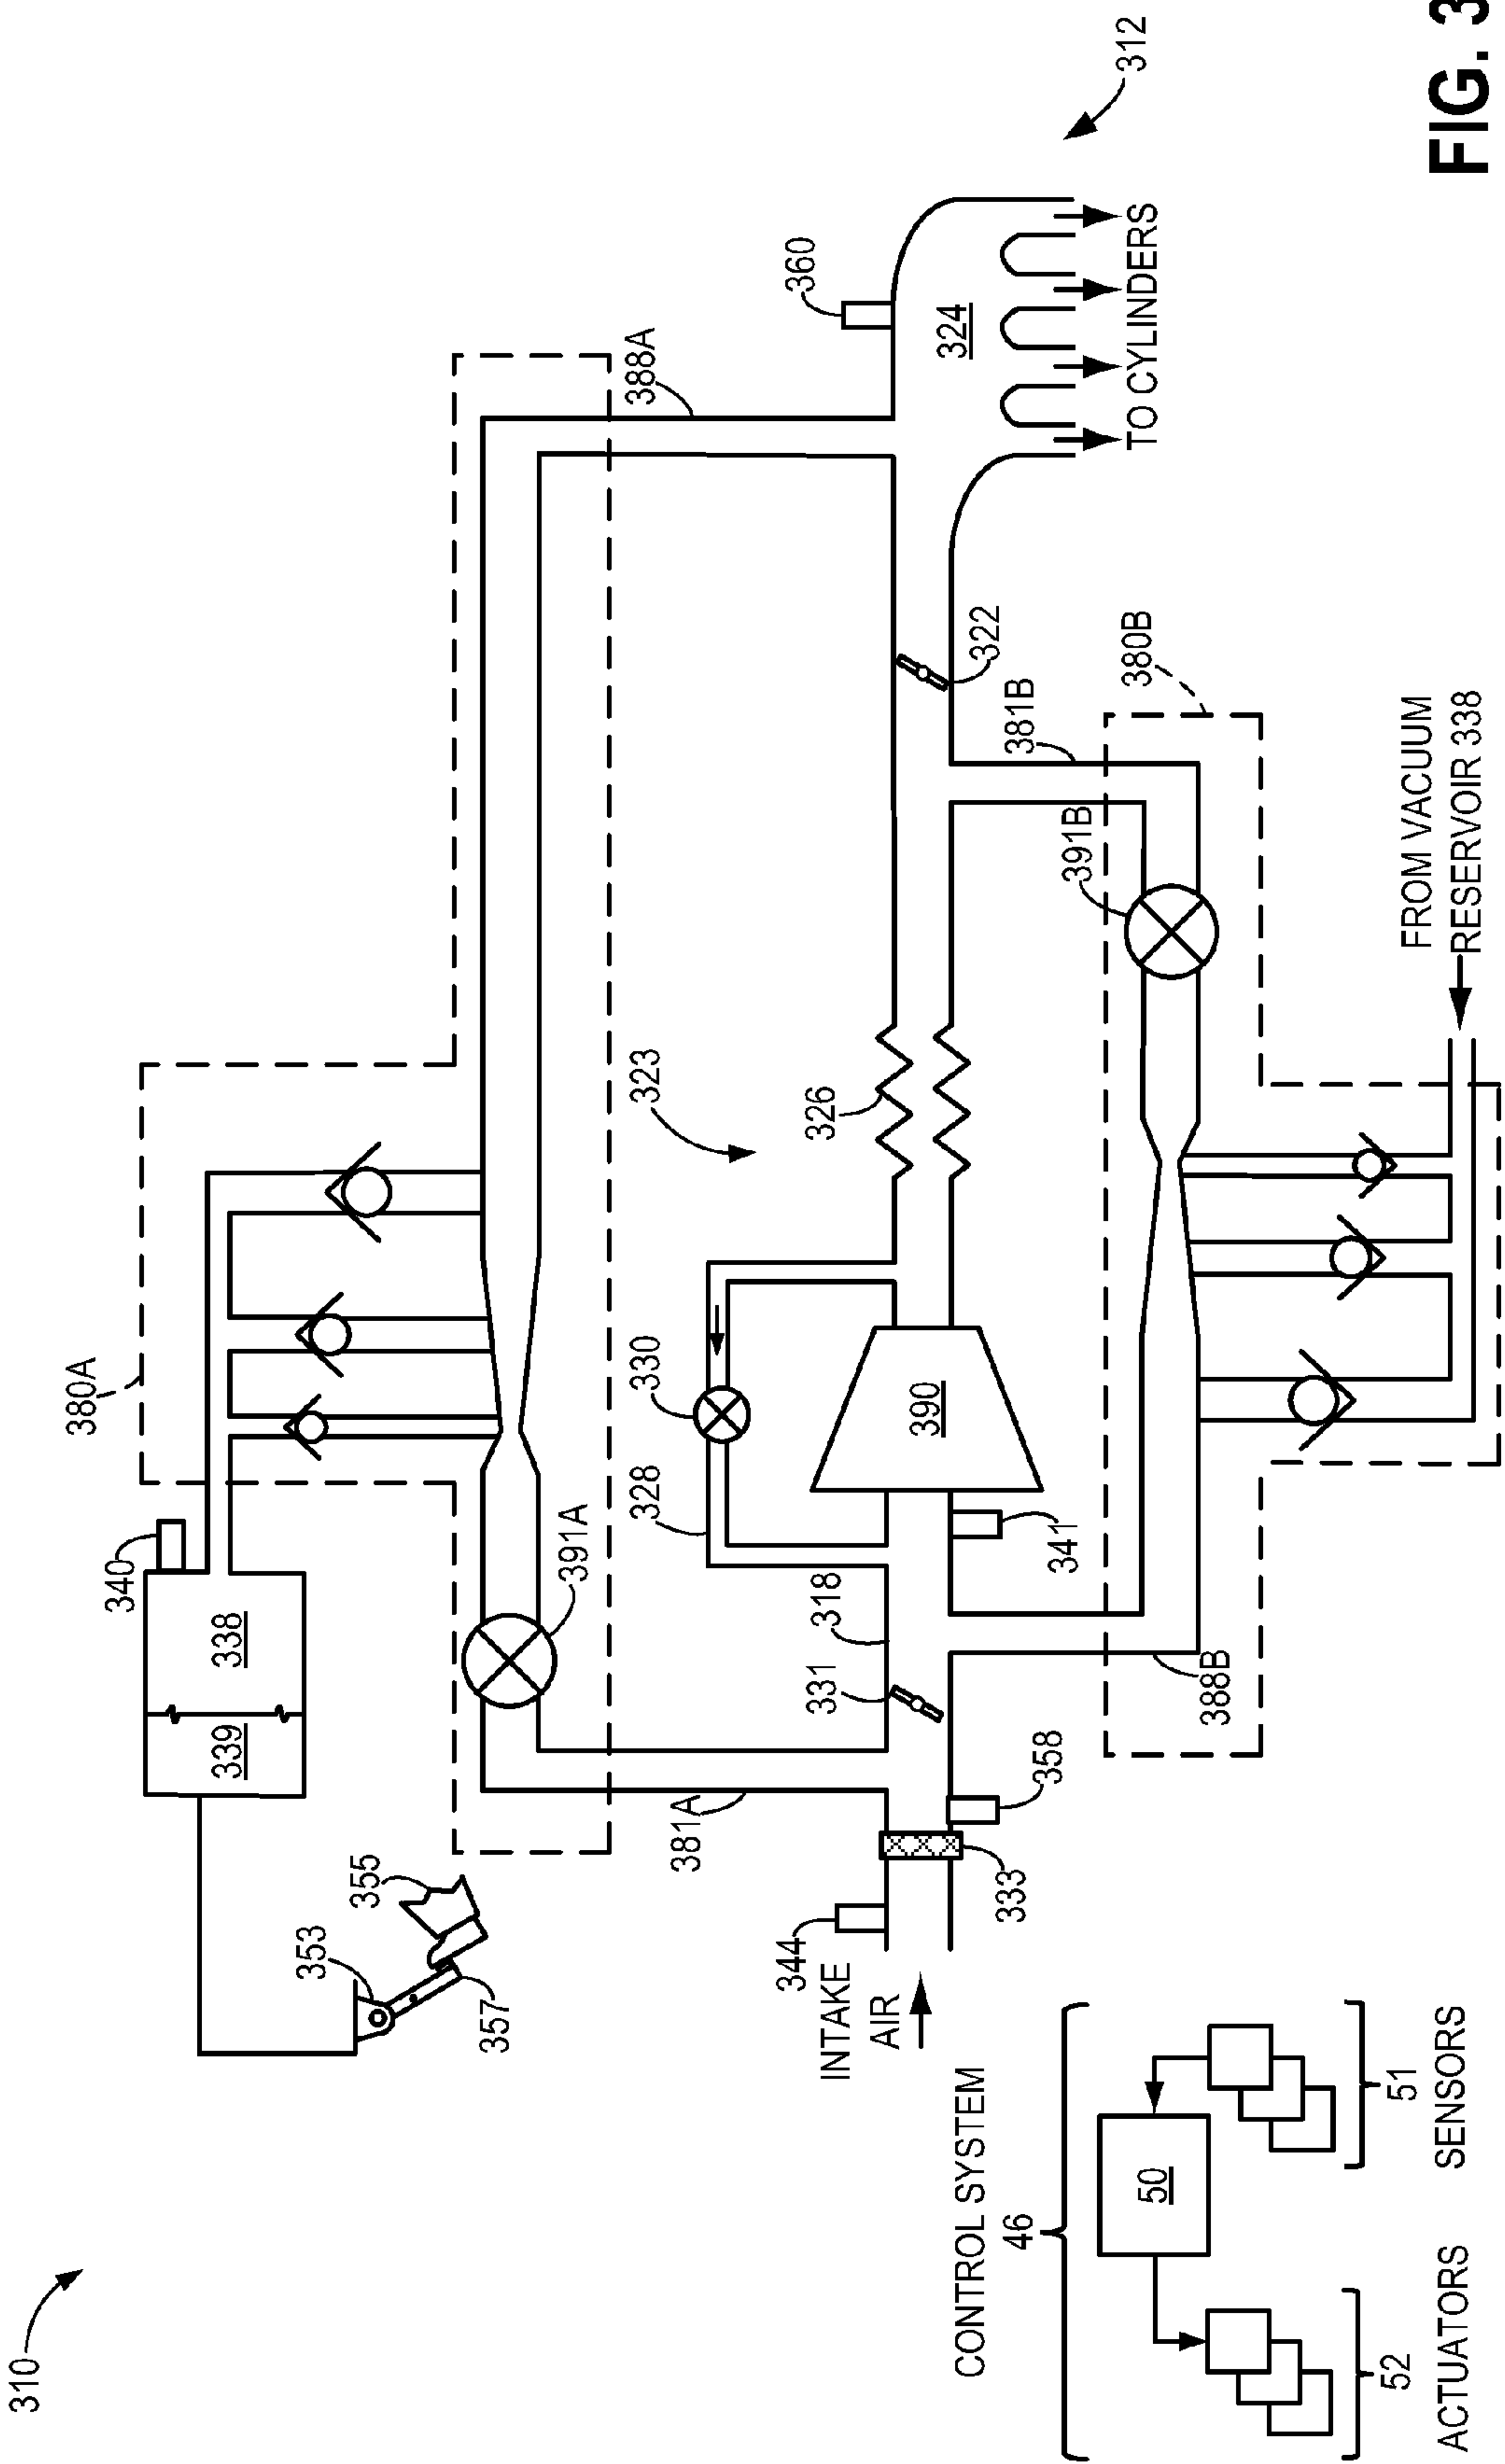 310
380A
340
338
339
353
355
357
391A
381A
388A
360
312
323
330
328
326
390
324
TO CYLINDERS
322
318
331
341
344
INTAKE
AIR
333
358
388B
391B
381B
380B
FROM VACUUM
RESERVOIR 338
CONTROL SYSTEM
46
50
52
ACTUATORS
51
SENSORS
FIG. 3